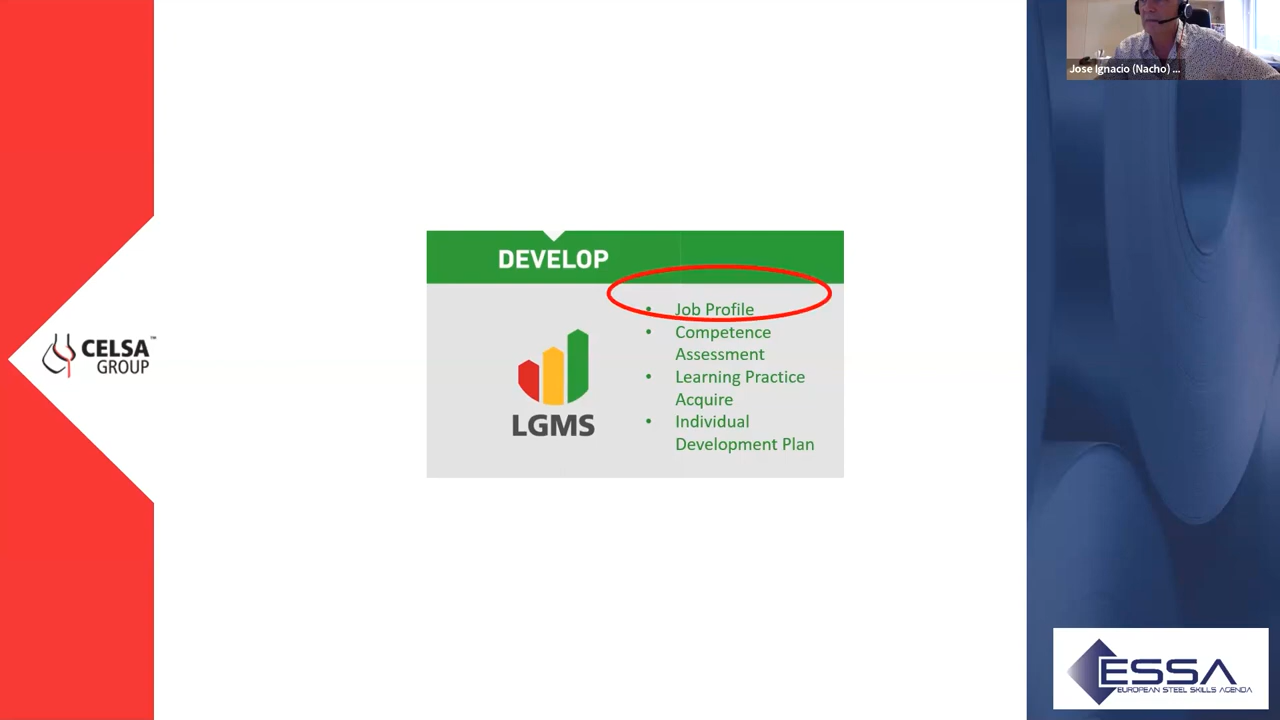 Jose Ignacio (Nacho) ...
DEVELOP
• Job Profile
• Competence
Assessment
• Learning Practice
Acquire
• Individual
Development Plan
LGMS
CELSA™
GROUP
ESSA
EUROPEAN STEEL SKILLS AGENDA